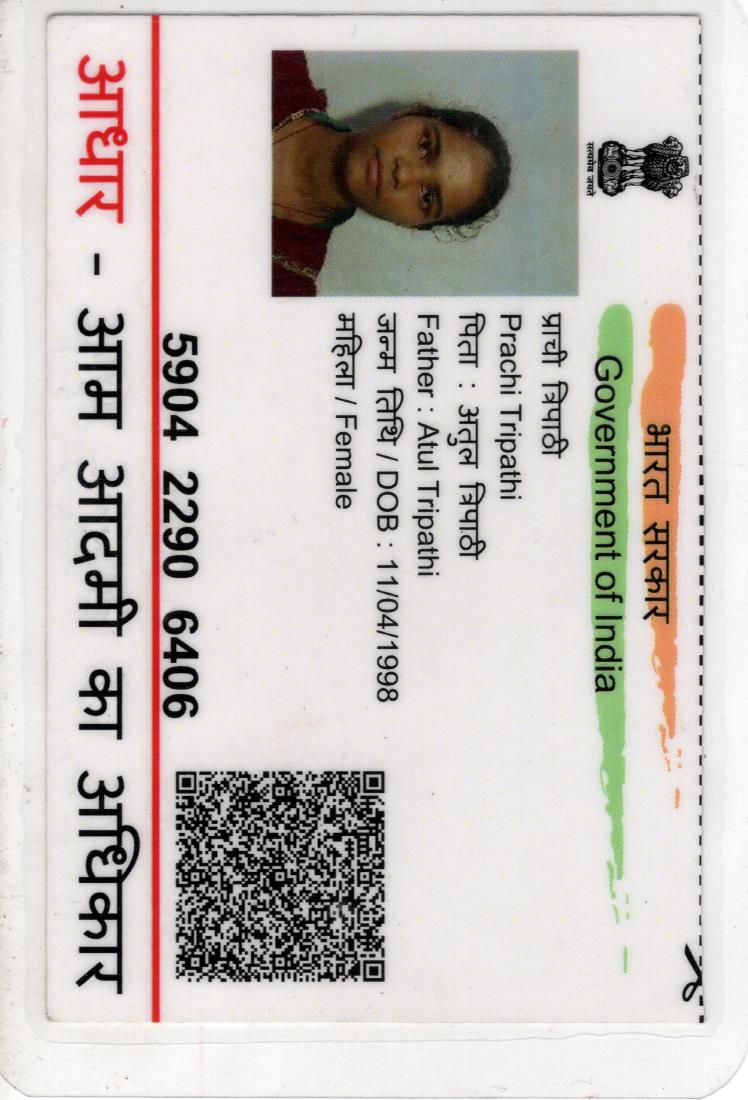 भारत सरकार
Government of India
सत्यमेव जयते
प्राची त्रिपाठी
Prachi Tripathi
पिता : अतुल त्रिपाठी
Father : Atul Tripathi
जन्म तिथि / DOB : 11/04/1998
महिला / Female
5904 2290 6406
आधार - आम आदमी का अधिकार